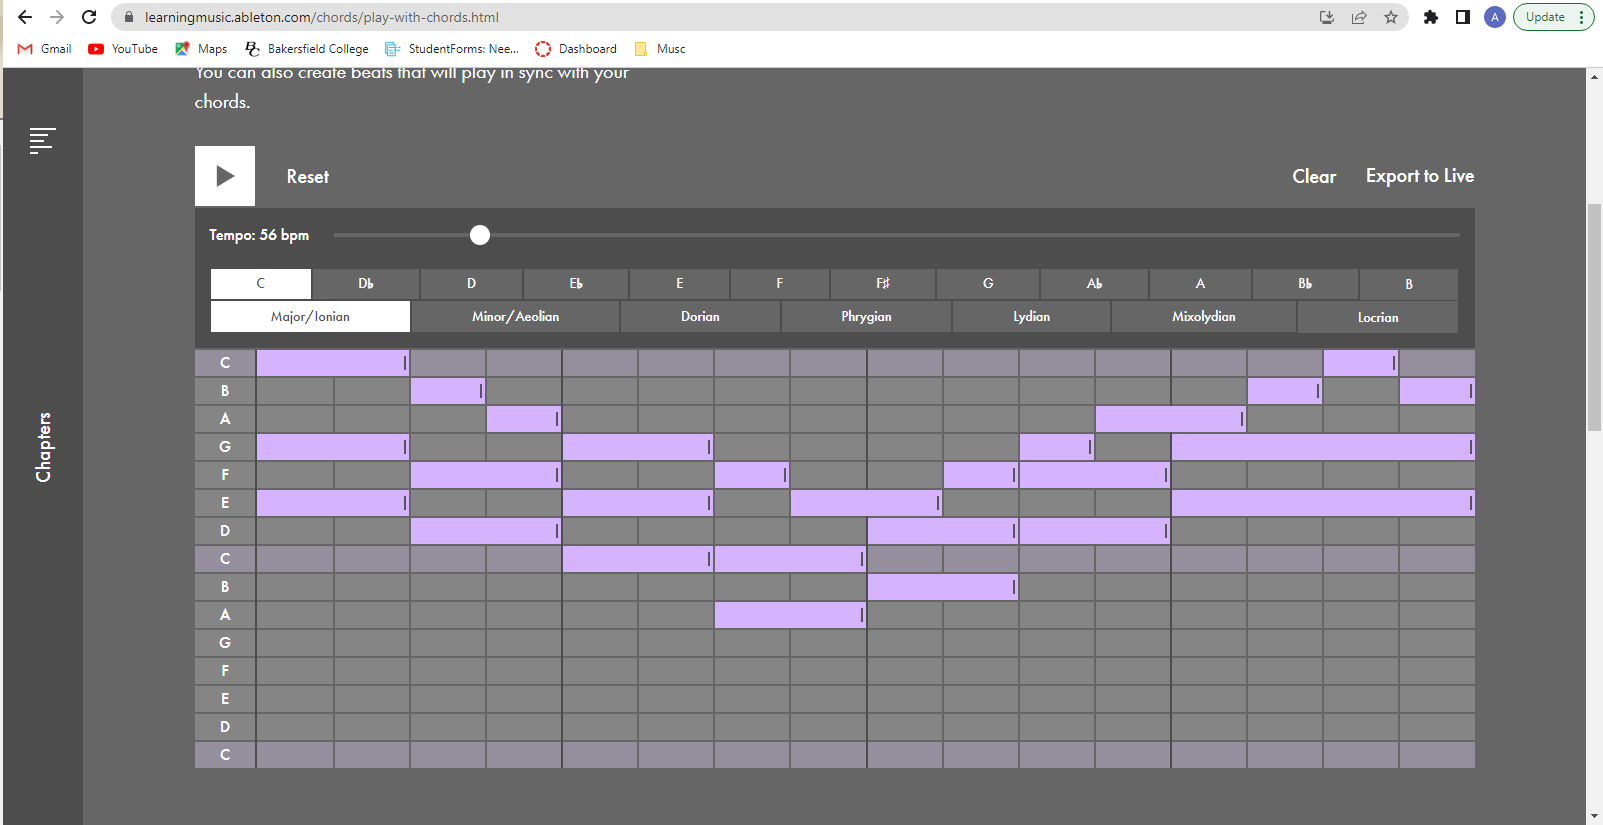 learningmusic.ableton.com/chords/play-with-chords.html
A
Update
Gmail
YouTube
Maps
Bakersfield College
StudentForms: Nee...
Dashboard
Musc
You can also create beats that will play in sync with your
chords.
Reset
Clear
Export to Live
Tempo: 56 bpm
C D♭ D E♭ E F F♯ G A♭ A B♭ B
Major/Ionian Minor/Aeolian Dorian Phrygian Lydian Mixolydian Locrian
Chapters
C
B
A
G
F
E
D
C
B
A
G
F
E
D
C